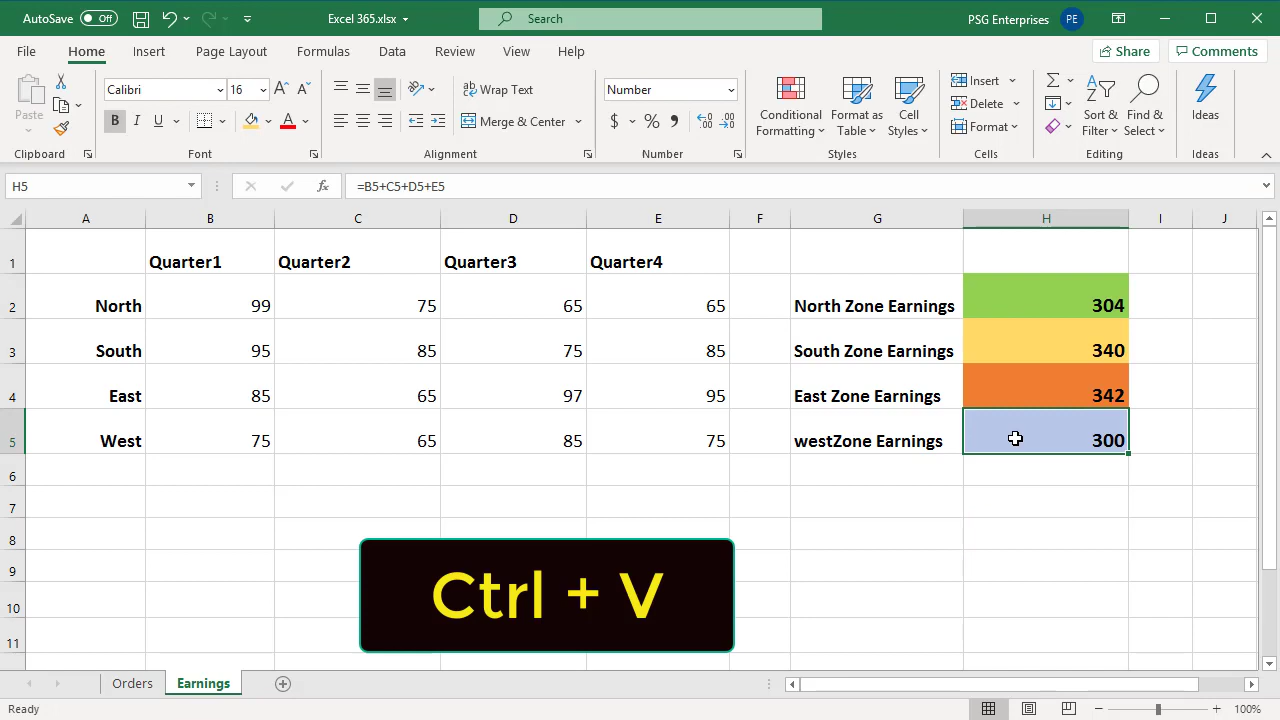 AutoSave Off Excel 365.xlsx Search PSG Enterprises PE
File Home Insert Page Layout Formulas Data Review View Help Share Comments
Paste
Calibri 16
B I U
Wrap Text
Merge & Center
Number
$ %
Conditional Formatting
Format as Table
Cell Styles
Insert
Delete
Format
Sort & Filter
Find & Select
Ideas
Clipboard Font Alignment Number Styles Cells Editing Ideas
H5 fx =B5+C5+D5+E5
A B C D E F G H I J
1 Quarter1 Quarter2 Quarter3 Quarter4
2 North 99 75 65 65 North Zone Earnings 304
3 South 95 85 75 85 South Zone Earnings 340
4 East 85 65 97 95 East Zone Earnings 342
5 West 75 65 85 75 westZone Earnings 300
6
7
8
9
10
11
Ctrl + V
Orders Earnings
Ready 100%